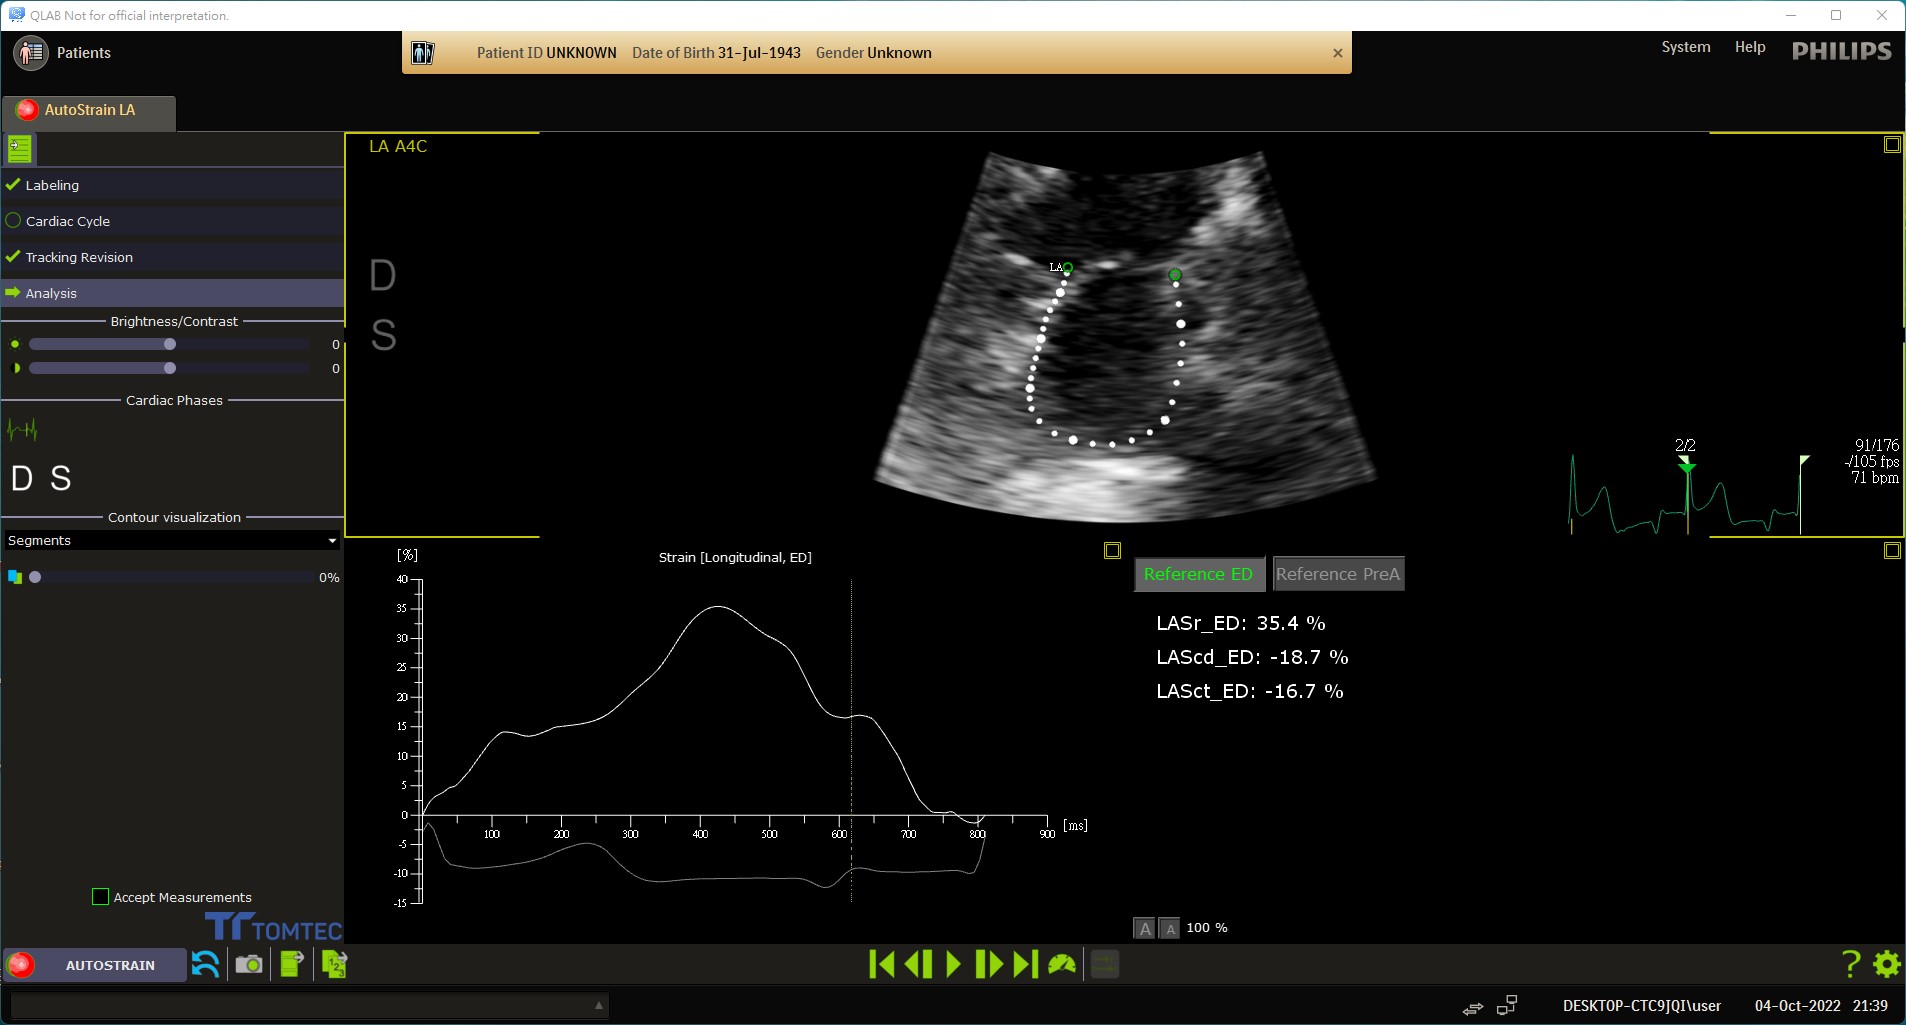 QLAB Not for official interpretation.
Patients
Patient ID UNKNOWN Date of Birth 31-Jul-1943 Gender Unknown
System Help PHILIPS
AutoStrain LA
Labeling
Cardiac Cycle
Tracking Revision
Analysis
Brightness/Contrast
0
0
Cardiac Phases
D S
Contour visualization
Segments
0%
Accept Measurements
TOMTEC
LA A4C
D
S
LA
2/2
91/176
-/105 fps
71 bpm
[%]
Strain [Longitudinal, ED]
40
35
30
25
20
15
10
5
0
-5
-10
-15
100 200 300 400 500 600 700 800 900 [ms]
Reference ED Reference PreA
LASr_ED: 35.4 %
LAScd_ED: -18.7 %
LASct_ED: -16.7 %
A A 100 %
AUTOSTRAIN
1 2 3
?
DESKTOP-CTC9JQI\user 04-Oct-2022 21:39